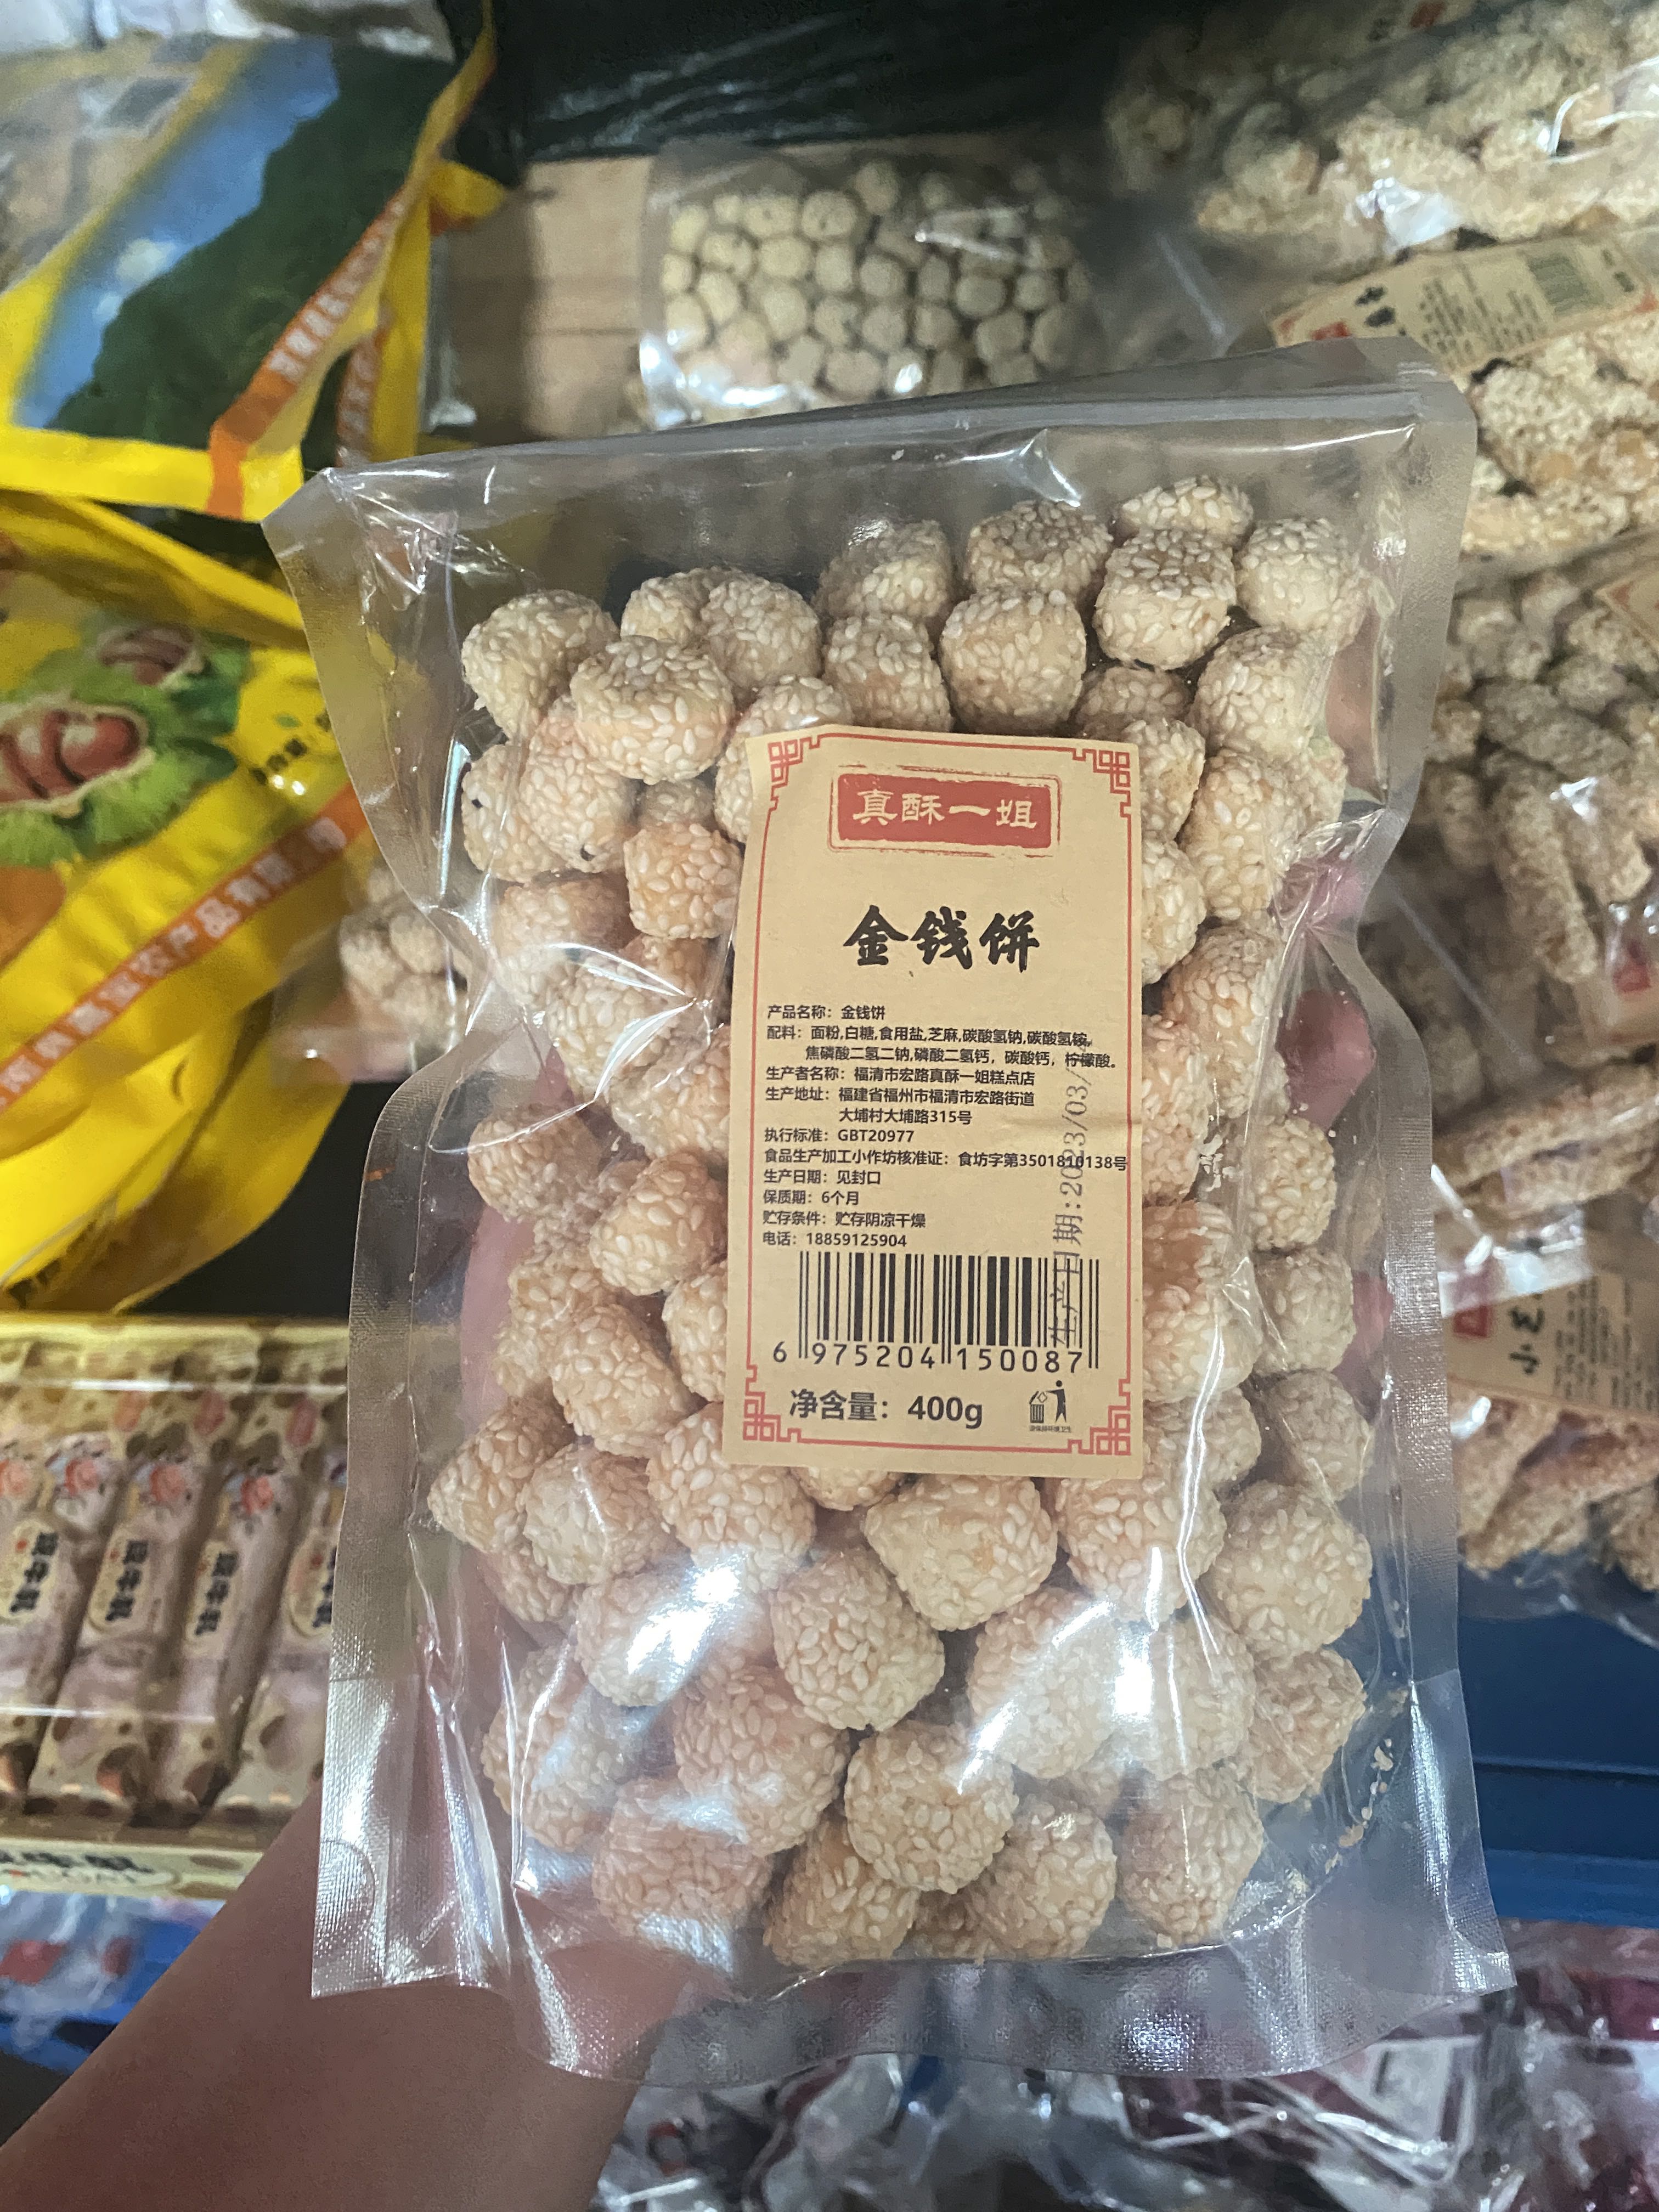 真酥一姐
金钱饼
产品名称：金钱饼
配料：面粉,白糖,食用盐,芝麻,碳酸氢钠,碳酸氢铵,
焦磷酸二氢二钠,磷酸二氢钙，碳酸钙，柠檬酸。
生产者名称：福清市宏路真酥一姐糕点店
生产地址：福建省福州市福清市宏路街道
大埔村大埔路315号
执行标准：GBT20977
食品生产加工小作坊核准证：食坊字第3501810138号
生产日期：见封口
保质期：6个月
贮存条件：贮存阴凉干燥
电话：18859125904
生产日期:2023/03/
6 975204 150087
净含量：400g